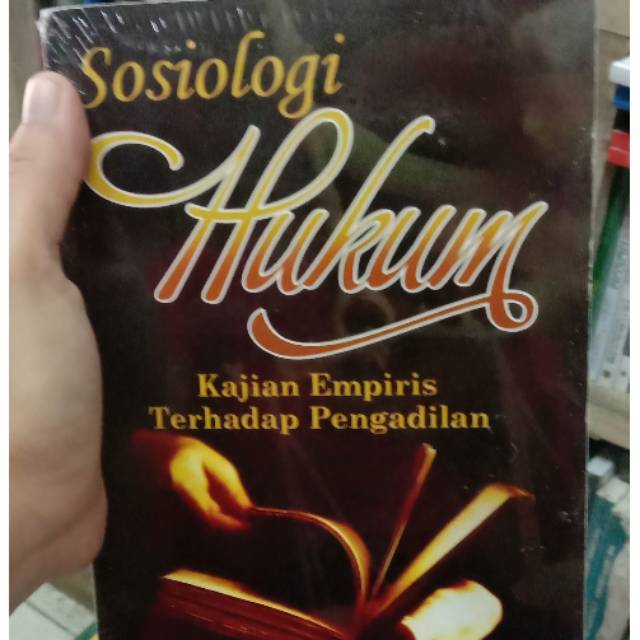 Sosiologi
Hukum
Kajian Empiris
Terhadap Pengadilan